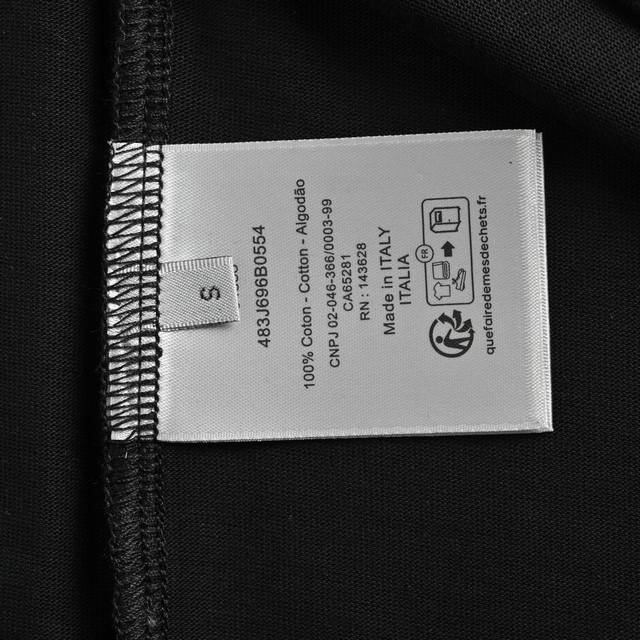 S
483J696B0554
100% Coton - Cotton - Algodão
CNPJ 02-046-366/0003-99
CA65281
RN : 143628
Made in ITALY
ITALIA
FR
quefairedemesdechets.fr